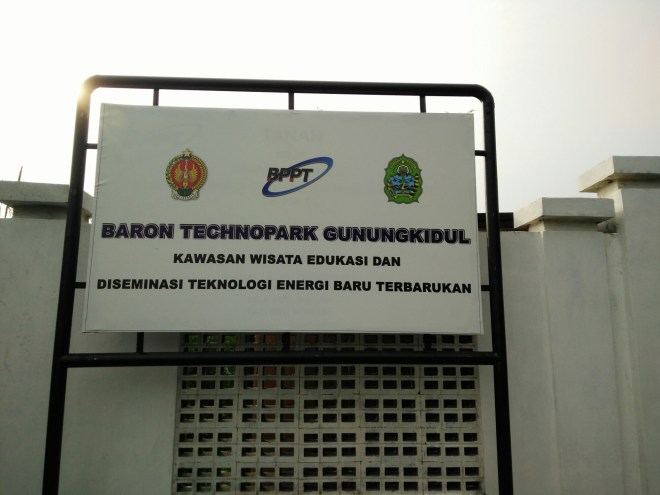 BPPT
BARON TECHNOPARK GUNUNGKIDUL
KAWASAN WISATA EDUKASI DAN
DISEMINASI TEKNOLOGI ENERGI BARU TERBARUKAN